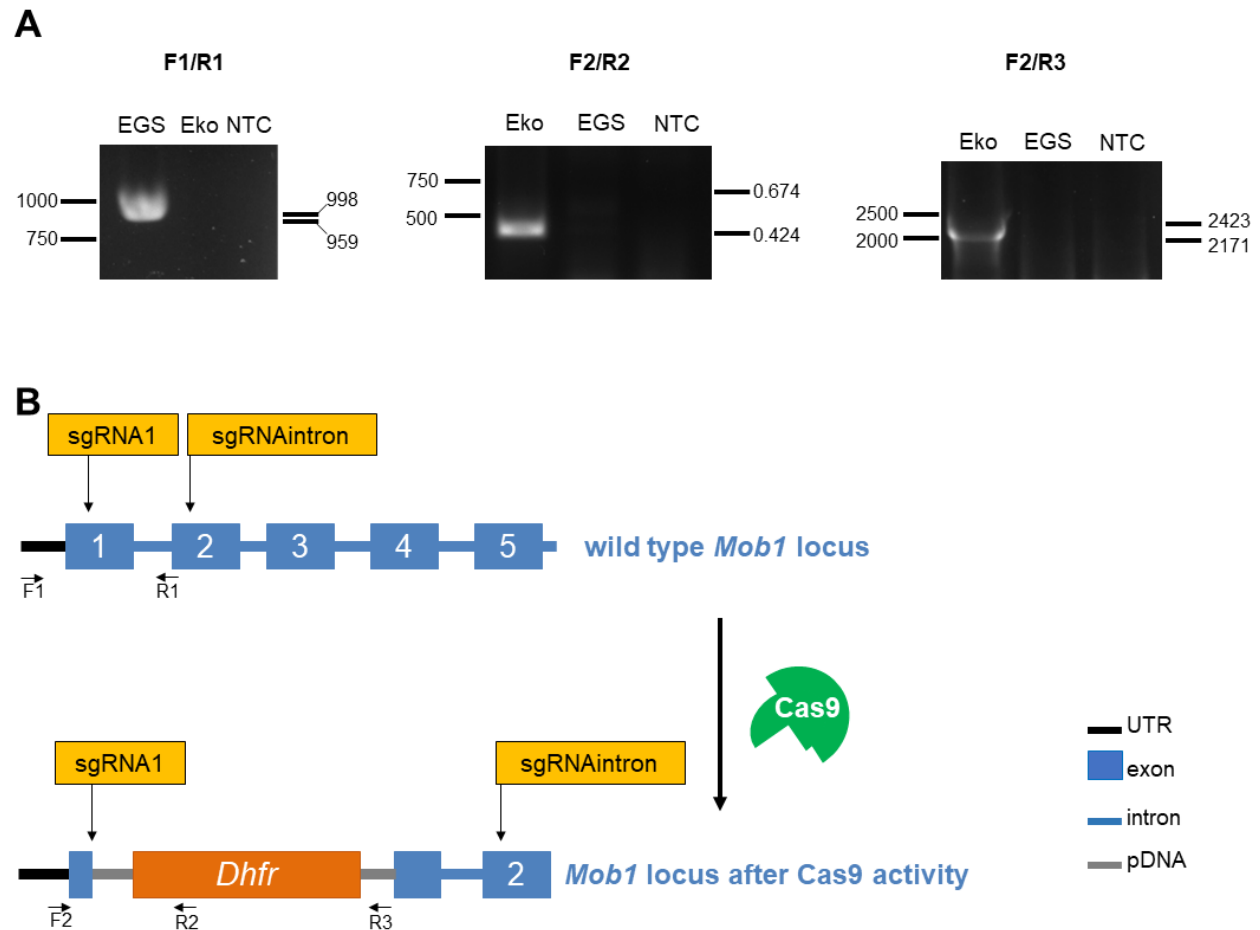 A
F1/R1
F2/R2
F2/R3
EGS Eko NTC
Eko EGS NTC
Eko EGS NTC
1000
750
998
959
750
500
0.674
0.424
2500
2000
2423
2171
B
sgRNA1
sgRNAintron
1 2 3 4 5
wild type Mob1 locus
F1
R1
Cas9
sgRNA1
sgRNAintron
Dhfr
2
Mob1 locus after Cas9 activity
F2
R2
R3
UTR
exon
intron
pDNA